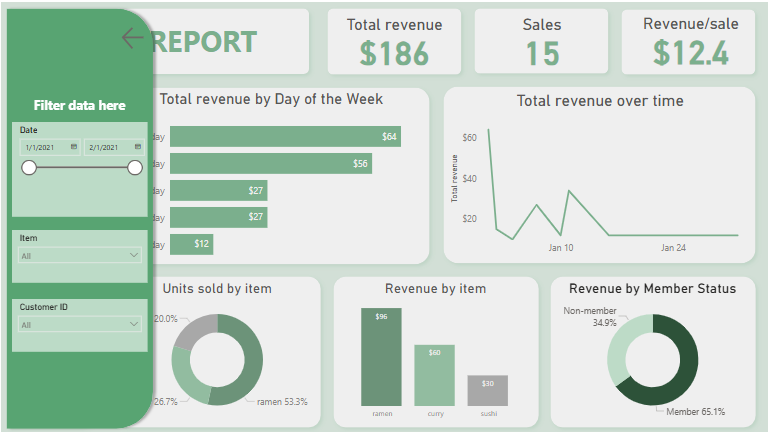 REPORT
Total revenue
$186
Sales
15
Revenue/sale
$12.4
Filter data here
Date
1/1/2021
2/1/2021
Item
All
Customer ID
All
Total revenue by Day of the Week
day
$64
day
$56
day
$27
day
$27
day
$12
Total revenue over time
Total revenue
$60
$40
$20
Jan 10
Jan 24
Units sold by item
20.0%
26.7%
ramen 53.3%
Revenue by item
$96
$60
$30
ramen
curry
sushi
Revenue by Member Status
Non-member
34.9%
Member 65.1%